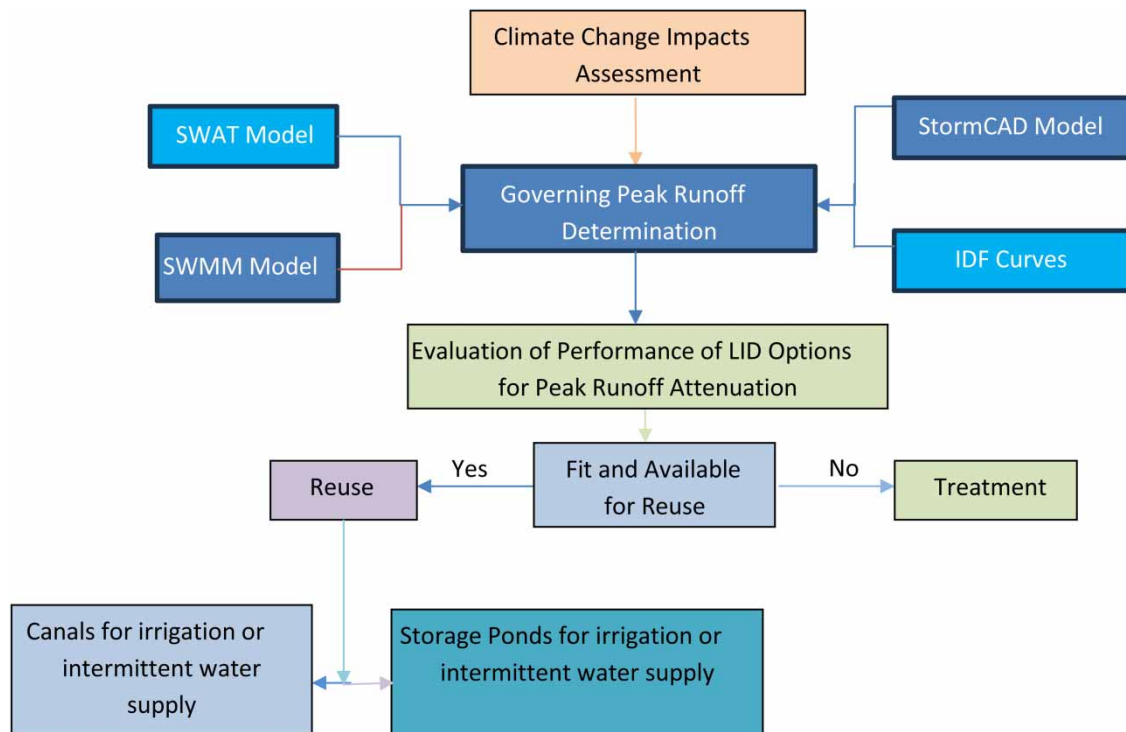 Climate Change Impacts
Assessment
SWAT Model
StormCAD Model
Governing Peak Runoff
Determination
SWMM Model
IDF Curves
Evaluation of Performance of LID Options
for Peak Runoff Attenuation
Reuse
Yes
Fit and Available
for Reuse
No
Treatment
Canals for irrigation or
intermittent water
supply
Storage Ponds for irrigation or
intermittent water supply